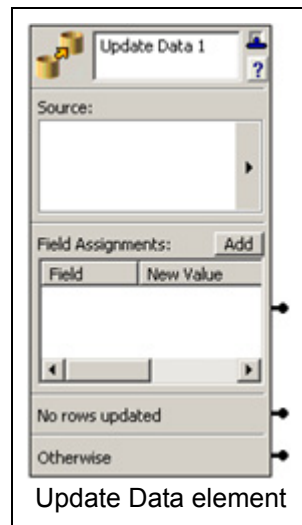 Update Data 1
?
Source:
Field Assignments: Add
Field New Value
No rows updated
Otherwise
Update Data element